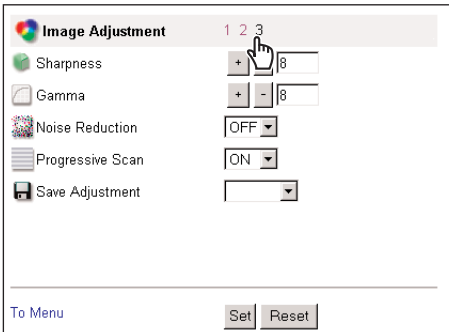 Image Adjustment 1 2 3
Sharpness + 8
Gamma + - 8
Noise Reduction OFF
Progressive Scan ON
Save Adjustment
To Menu Set Reset